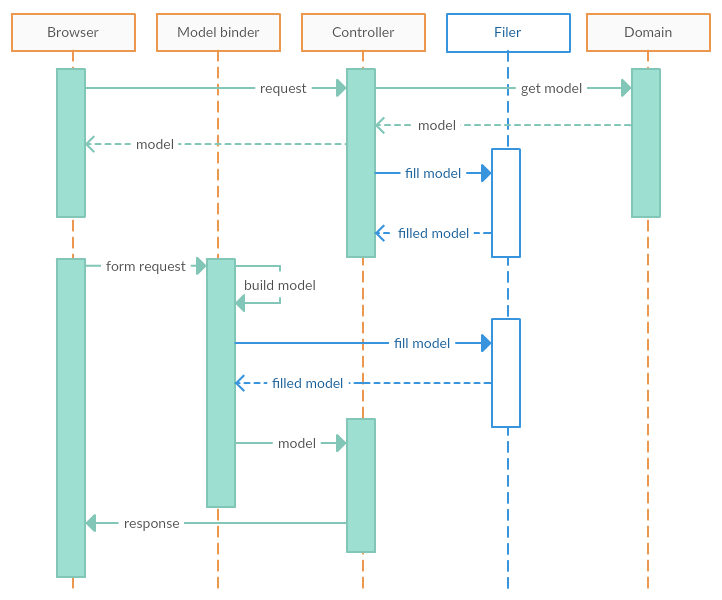 Browser
Model binder
Controller
Filer
Domain
request
get model
model
model
fill model
filled model
form request
build model
fill model
filled model
model
response